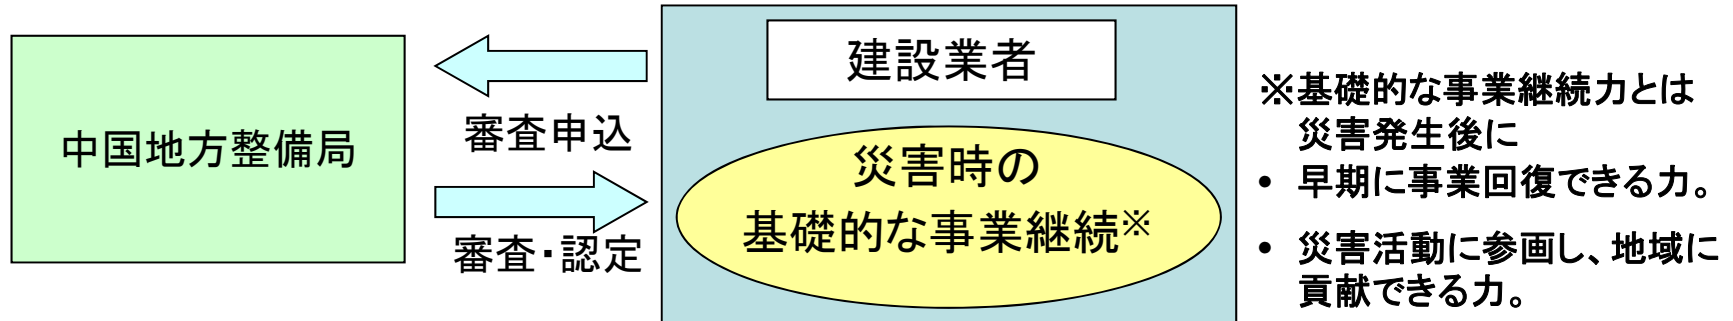 中国地方整備局
審査申込
審査・認定
建設業者
災害時の
基礎的な事業継続※
※基礎的な事業継続力とは
災害発生後に
• 早期に事業回復できる力。
• 災害活動に参画し、地域に
貢献できる力。